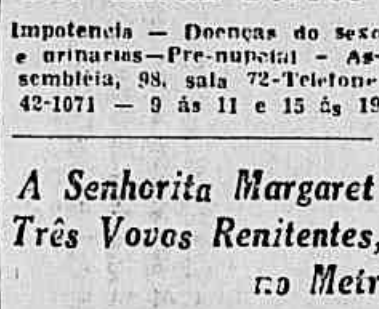 Impotencia — Doenças do sexo
e urinarias—Pre-nupcial — As-
sembléia, 98, sala 72-Telefone
42-1071 — 9 ás 11 e 15 ás 19
A Senhorita Margaret
Três Vovos Renitentes,
no Meir